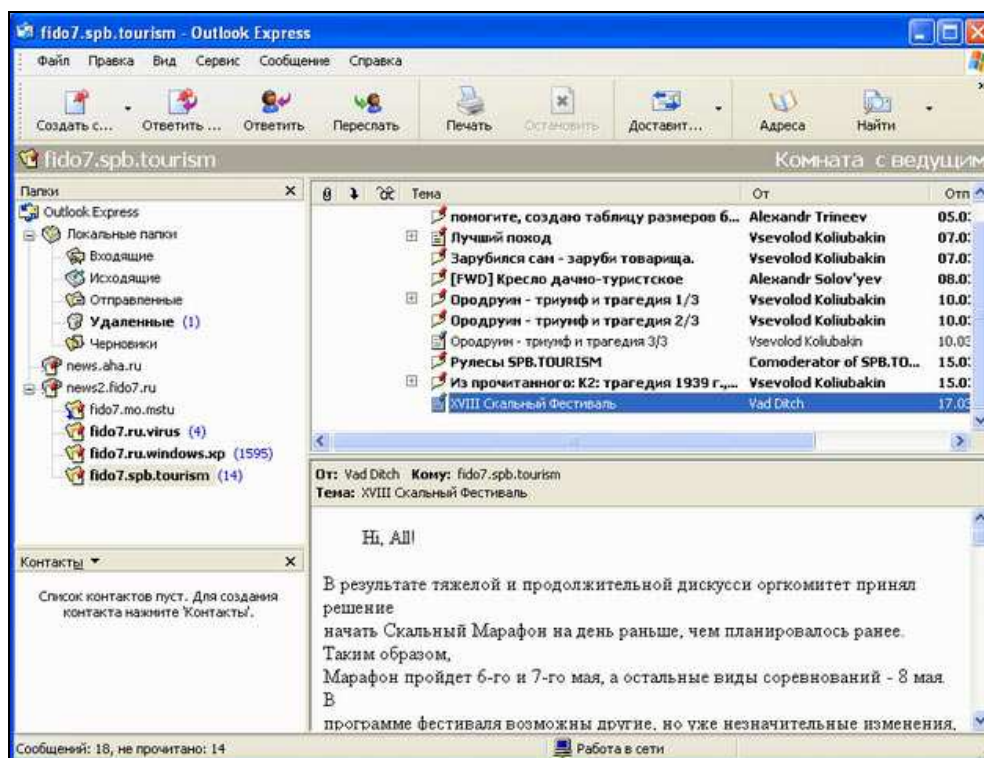 fido7.spb.tourism - Outlook Express
Файл Правка Вид Сервис Сообщение Справка
Создать с... Ответить ... Ответить Переслать Печать Остановить Доставит... Адреса Найти
fido7.spb.tourism Комната с ведущим
Папки
Outlook Express
Локальные папки
Входящие
Исходящие
Отправленные
Удаленные (1)
Черновики
news.aha.ru
news2.fido7.ru
fido7.mo.mstu
fido7.ru.virus (4)
fido7.ru.windows.xp (1595)
fido7.spb.tourism (14)
Контакты
Список контактов пуст. Для создания
контакта нажмите 'Контакты'.
Тема От Отп
помогите, создаю таблицу размеров б... Alexandr Trineev 05.0
Лучший поход Vsevolod Koliubakin 07.0
Зарубился сам - заруби товарища. Vsevolod Koliubakin 07.0
[FWD] Кресло дачно-туристское Alexandr Solov'yev 08.0
Ородруин - триумф и трагедия 1/3 Vsevolod Koliubakin 10.0
Ородруин - триумф и трагедия 2/3 Vsevolod Koliubakin 10.0
Ородруин - триумф и трагедия 3/3 Vsevolod Koliubakin 10.03
Рулесы SPB.TOURISM Comoderator of SPB.TO... 15.0
Из прочитанного: К2: трагедия 1939 г.,... Vsevolod Koliubakin 15.0
XVIII Скальный Фестиваль Vad Ditch 17.03
От: Vad Ditch Кому: fido7.spb.tourism
Тема: XVIII Скальный Фестиваль
Hi, All!
В результате тяжелой и продолжительной дискусси оргкомитет принял
решение
начать Скальный Марафон на день раньше, чем планировалось ранее.
Таким образом,
Марафон пройдет 6-го и 7-го мая, а остальные виды соревнований - 8 мая.
В
программе фестиваля возможны другие, но уже незначительные изменения,
Сообщений: 18, не прочитано: 14 Работа в сети